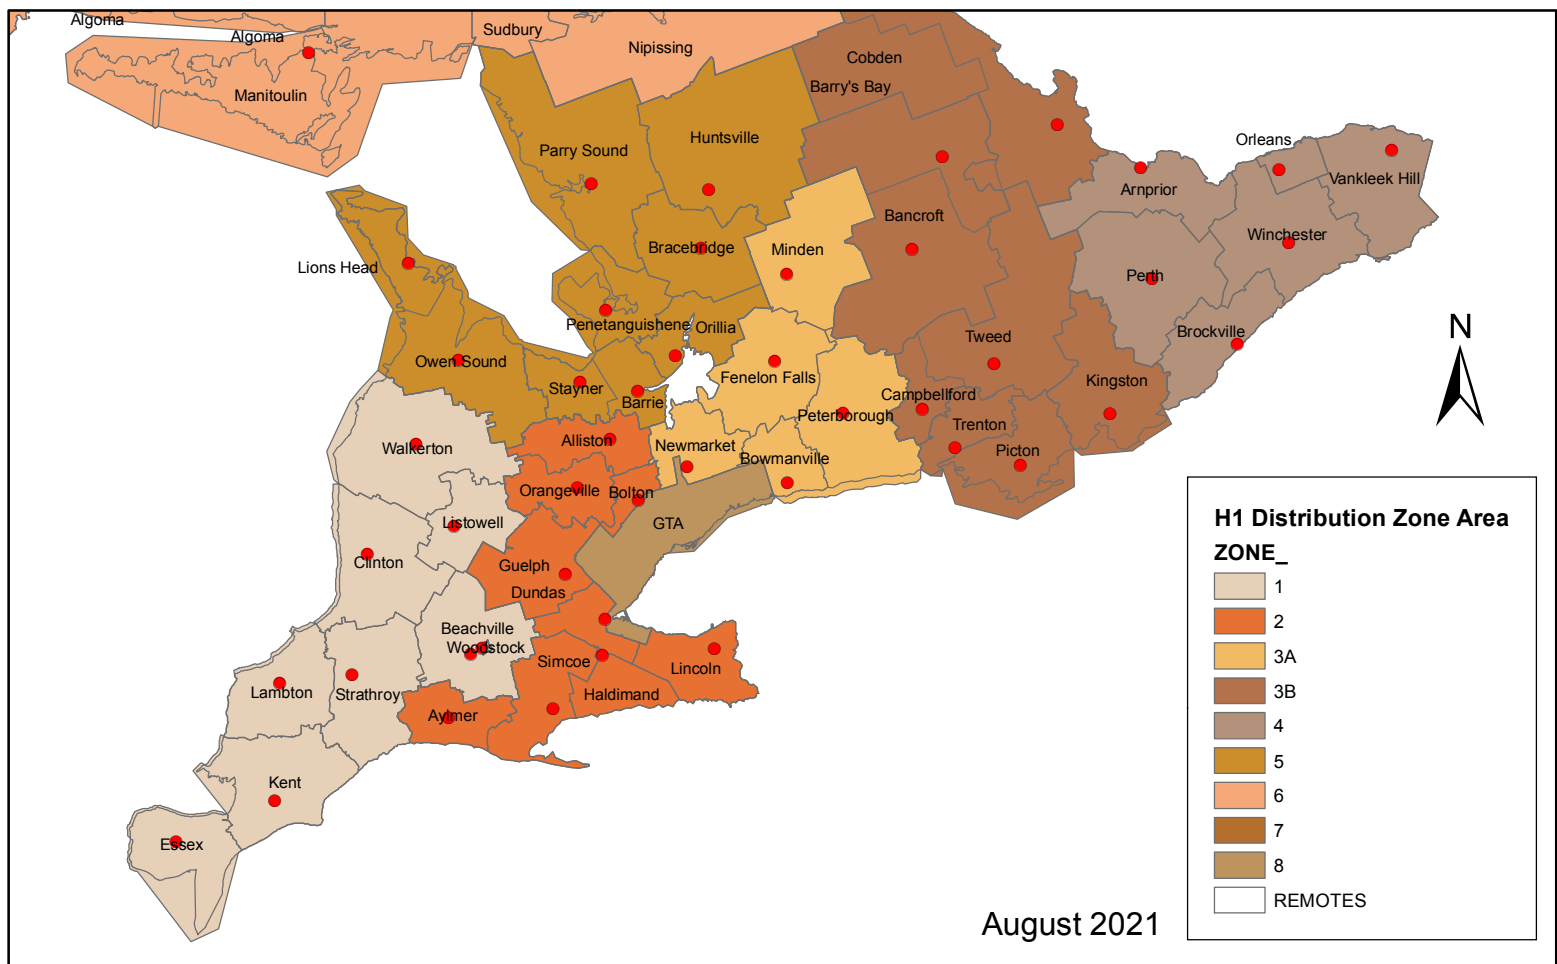 Algoma
Algoma
Sudbury
Nipissing
Cobden
Barry's Bay
Manitoulin
Huntsville
Parry Sound
Orleans
Arnprior
Vankleek Hill
Bancroft
Winchester
Bracebridge
Minden
Lions Head
Perth
Penetanguishene
Orillia
Brockville
Tweed
Owen Sound
Stayner
Fenelon Falls
Kingston
Barrie
Campbellford
Peterborough
Trenton
Alliston
Newmarket
Walkerton
Bowmanville
Picton
Orangeville
Bolton
Listowell
GTA
Clinton
Guelph
Dundas
Beachville
Woodstock
Simcoe
Lincoln
Lambton
Strathroy
Haldimand
Aylmer
Kent
Essex
N
H1 Distribution Zone Area
ZONE_
1
2
3A
3B
4
5
6
7
8
REMOTES
August 2021